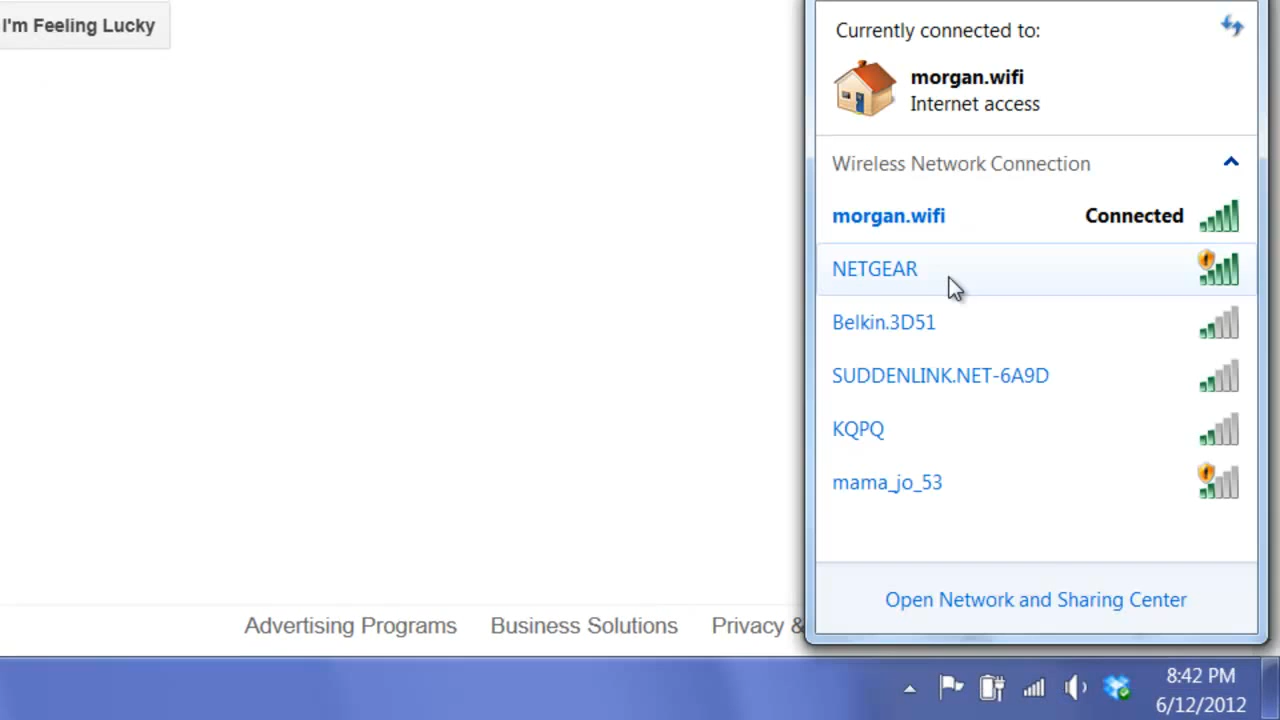 I'm Feeling Lucky
Currently connected to:
morgan.wifi
Internet access
Wireless Network Connection
morgan.wifi Connected
NETGEAR
Belkin.3D51
SUDDENLINK.NET-6A9D
KQPQ
mama_jo_53
Open Network and Sharing Center
Advertising Programs Business Solutions Privacy &
8:42 PM
6/12/2012